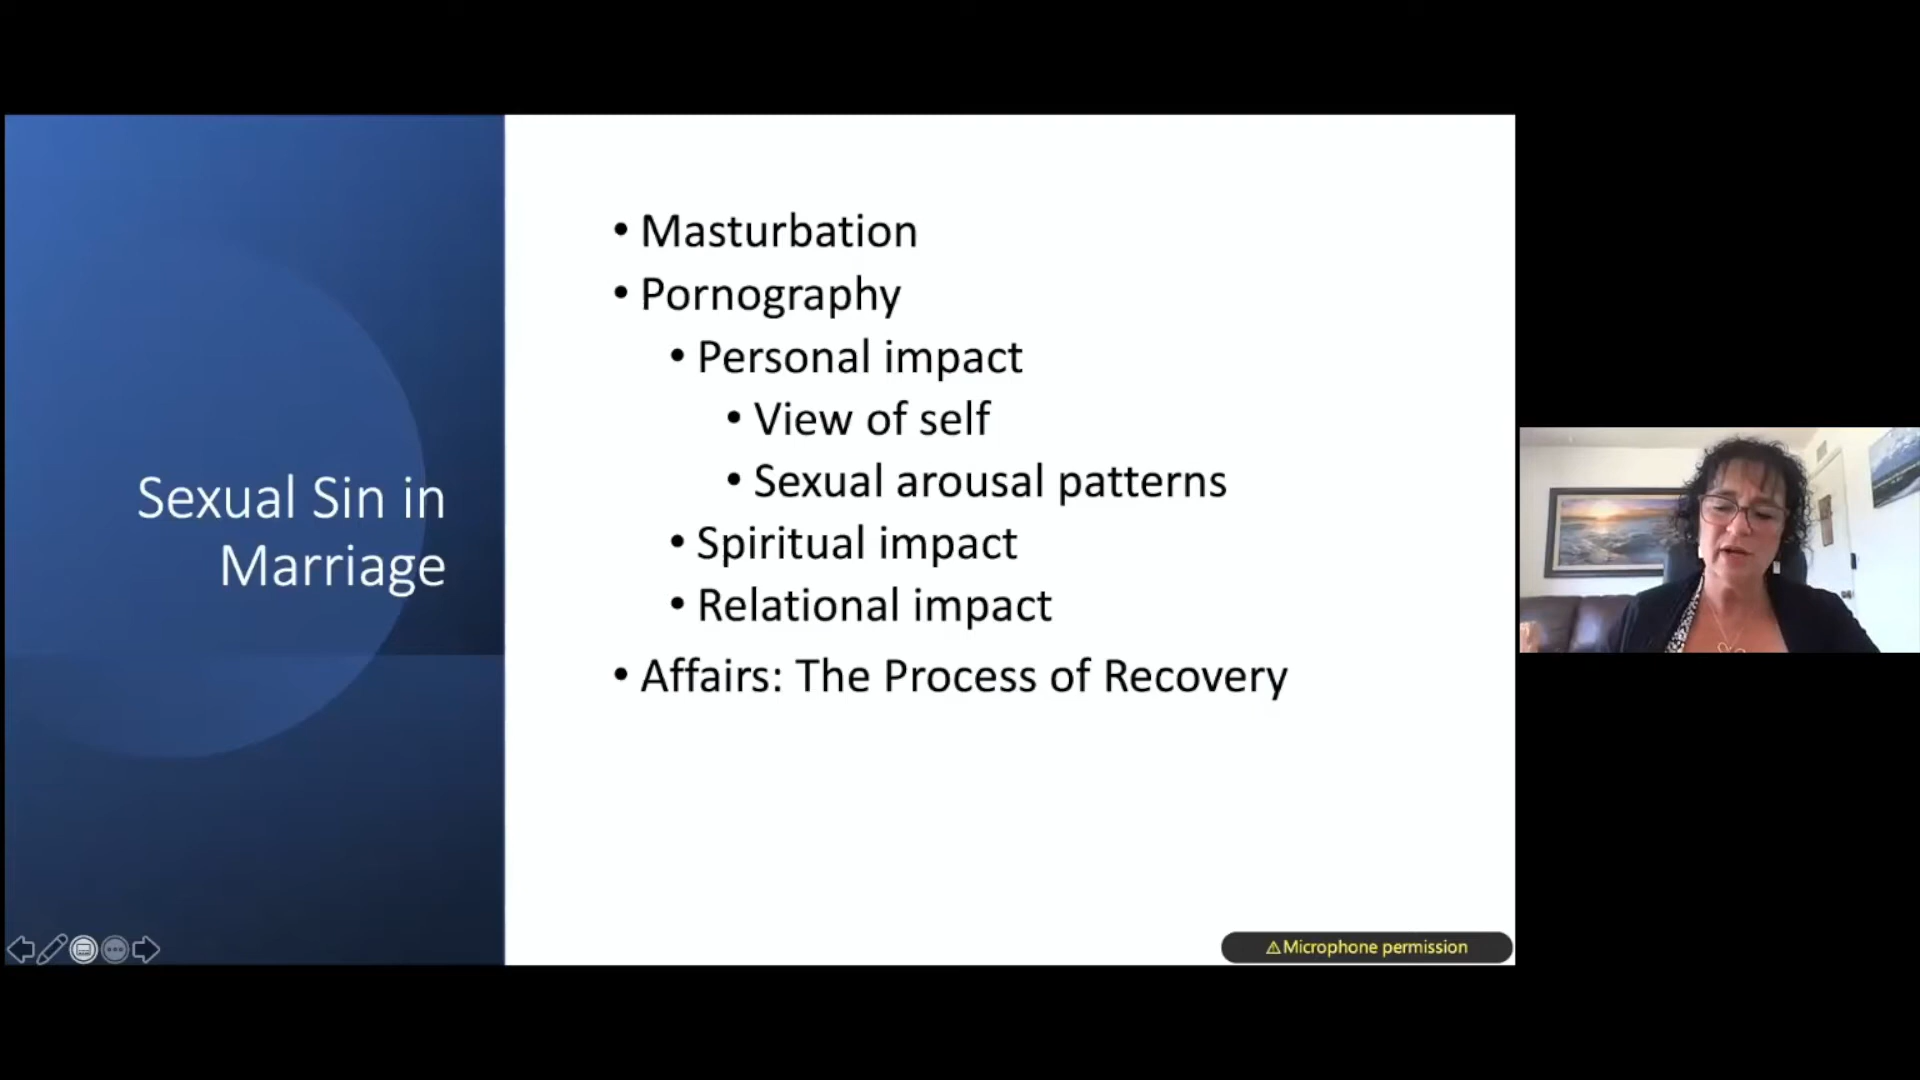 Sexual Sin in
Marriage
• Masturbation
• Pornography
• Personal impact
• View of self
• Sexual arousal patterns
• Spiritual impact
• Relational impact
• Affairs: The Process of Recovery
⚠Microphone permission